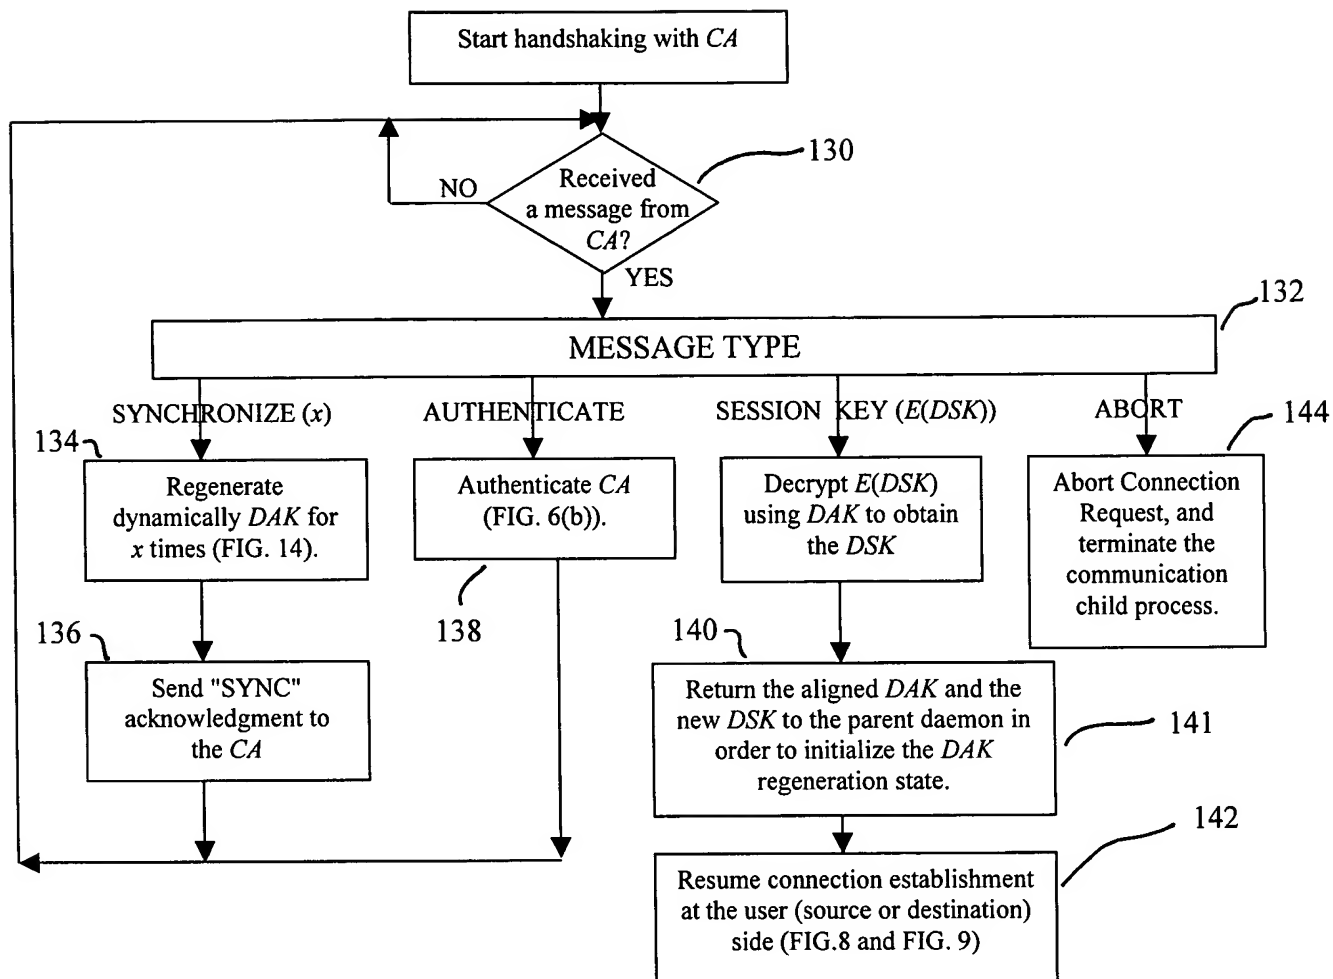 Start handshaking with CA
130
NO
Received
a message from
CA?
YES
132
MESSAGE TYPE
SYNCHRONIZE (x)
AUTHENTICATE
SESSION KEY (E(DSK))
ABORT
134
144
Regenerate
dynamically DAK for
x times (FIG. 14).
Authenticate CA
(FIG. 6(b)).
Decrypt E(DSK)
using DAK to obtain
the DSK
Abort Connection
Request, and
terminate the
communication
child process.
136
138
140
Send "SYNC"
acknowledgment to
the CA
Return the aligned DAK and the
new DSK to the parent daemon in
order to initialize the DAK
regeneration state.
141
142
Resume connection establishment
at the user (source or destination)
side (FIG.8 and FIG. 9)